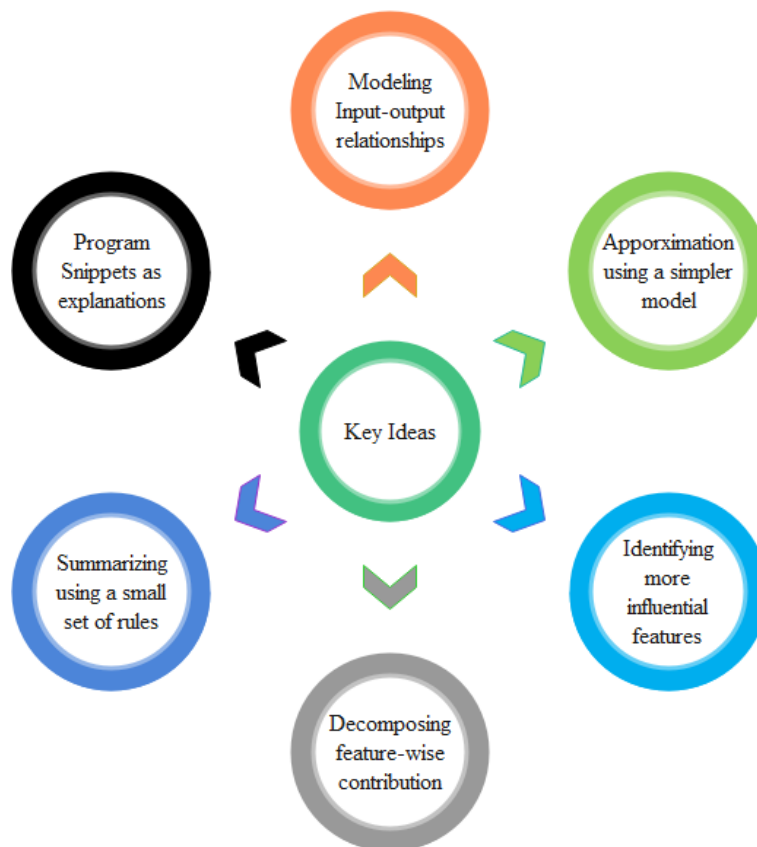 Modeling
Input-output
relationships
Program
Snippets as
explanations
Apporximation
using a simpler
model
Key Ideas
Summarizing
using a small
set of rules
Identifying
more
influential
features
Decomposing
feature-wise
contribution